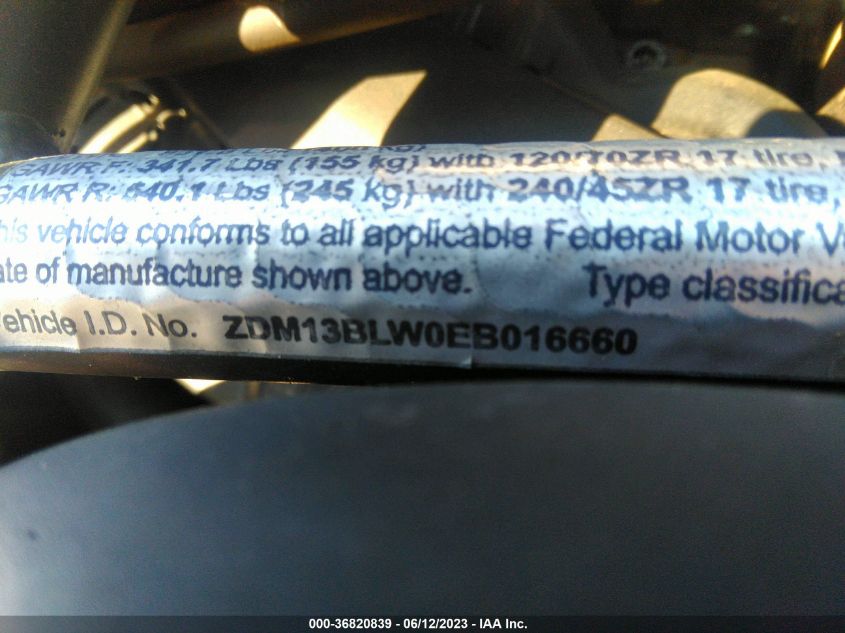 GAWR F: 341.7 Lbs (155 kg) with 120/70ZR 17 tire,
GAWR R: 540.1 Lbs (245 kg) with 240/45ZR 17 tire,
his vehicle conforms to all applicable Federal Motor V
ate of manufacture shown above. Type classifica
ehicle I.D. No. ZDM13BLW0EB016660
000-36820839 - 06/12/2023 - IAA Inc.